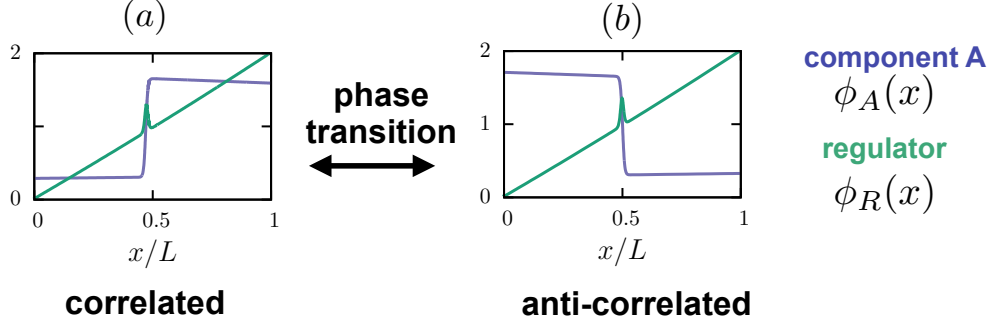 (a)
2
1
0
0
0.5
1
x/L
correlated
phase
transition
(b)
2
1
0
0
0.5
1
x/L
anti-correlated
component A
ϕ_A(x)
regulator
ϕ_R(x)